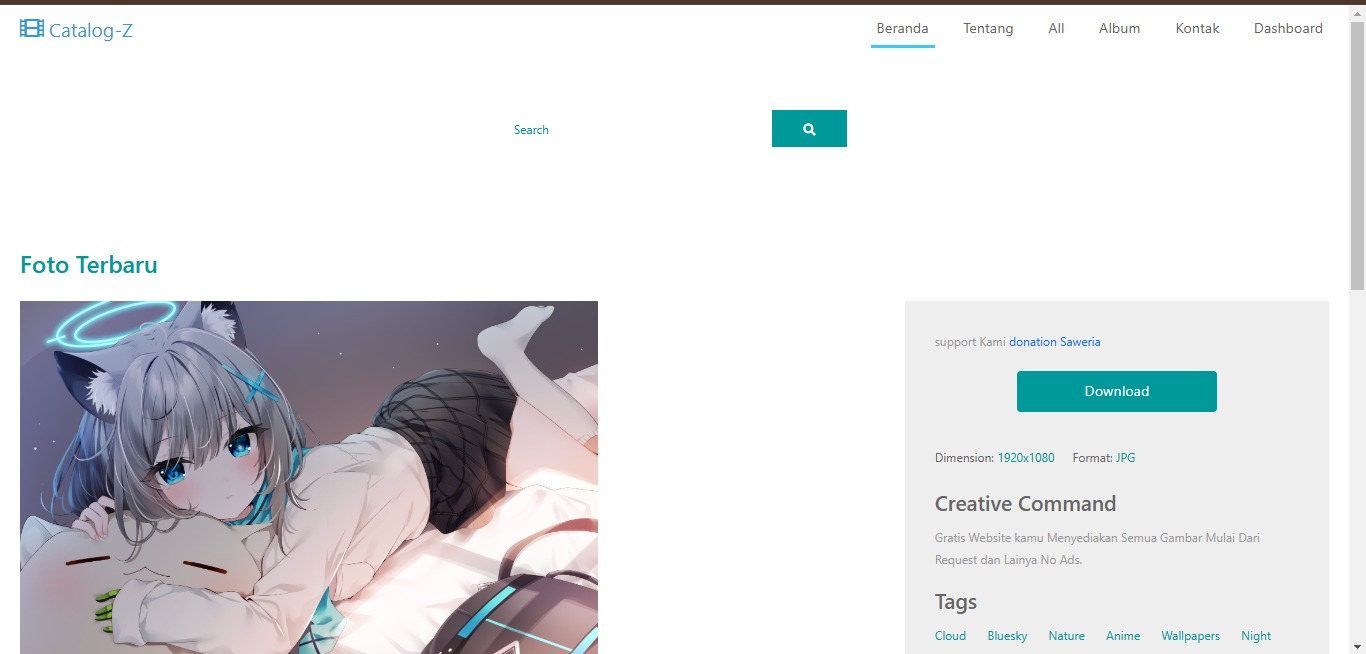 Catalog-Z
Beranda Tentang All Album Kontak Dashboard
Search
Foto Terbaru
support Kami donation Saweria
Download
Dimension: 1920x1080 Format: JPG
Creative Command
Gratis Website kamu Menyediakan Semua Gambar Mulai Dari
Request dan Lainya No Ads.
Tags
Cloud Bluesky Nature Anime Wallpapers Night